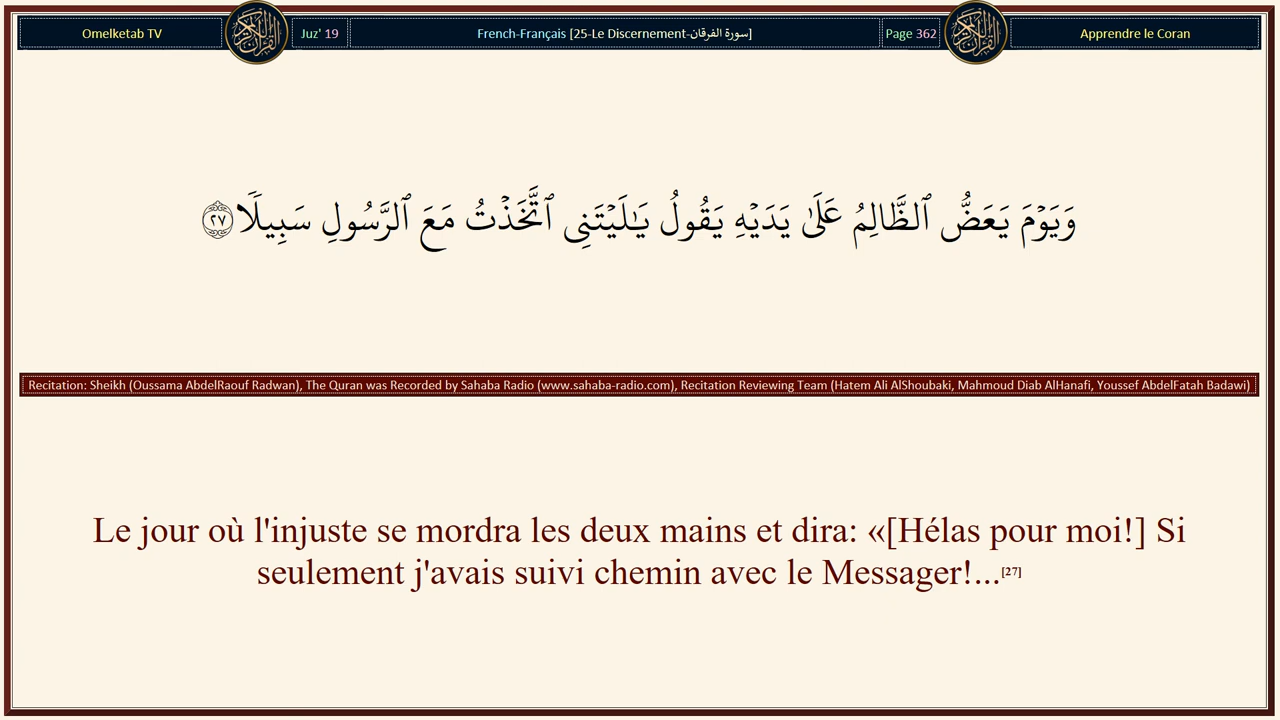 Omelketab TV
Juz' 19
French-Français [25-Le Discernement-سورة الفرقان]
Page 362
Apprendre le Coran
وَيَوۡمَ يَعَضُّ ٱلظَّالِمُ عَلَىٰ يَدَيۡهِ يَقُولُ يَـٰلَيۡتَنِی ٱتَّخَذۡتُ مَعَ ٱلرَّسُولِ سَبِيلࣰا ٢٧
Recitation: Sheikh (Oussama AbdelRaouf Radwan), The Quran was Recorded by Sahaba Radio (www.sahaba-radio.com), Recitation Reviewing Team (Hatem Ali AlShoubaki, Mahmoud Diab AlHanafi, Youssef AbdelFatah Badawi)
Le jour où l'injuste se mordra les deux mains et dira: «[Hélas pour moi!] Si
seulement j'avais suivi chemin avec le Messager!...[27]